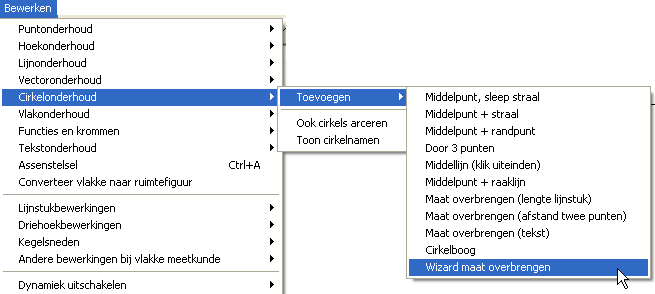 Bewerken
Puntonderhoud
Hoekonderhoud
Lijnonderhoud
Vectoronderhoud
Cirkelonderhoud
Vlakonderhoud
Functies en krommen
Tekstonderhoud
Assenstelsel Ctrl+A
Converteer vlakke naar ruimtefiguur
Lijnstukbewerkingen
Driehoekbewerkingen
Kegelsneden
Andere bewerkingen bij vlakke meetkunde
Dynamiek uitschakelen
Toevoegen
Ook cirkels arceren
Toon cirkelnamen
Middelpunt, sleep straal
Middelpunt + straal
Middelpunt + randpunt
Door 3 punten
Middellijn (klik uiteinden)
Middelpunt + raaklijn
Maat overbrengen (lengte lijnstuk)
Maat overbrengen (afstand twee punten)
Maat overbrengen (tekst)
Cirkelboog
Wizard maat overbrengen